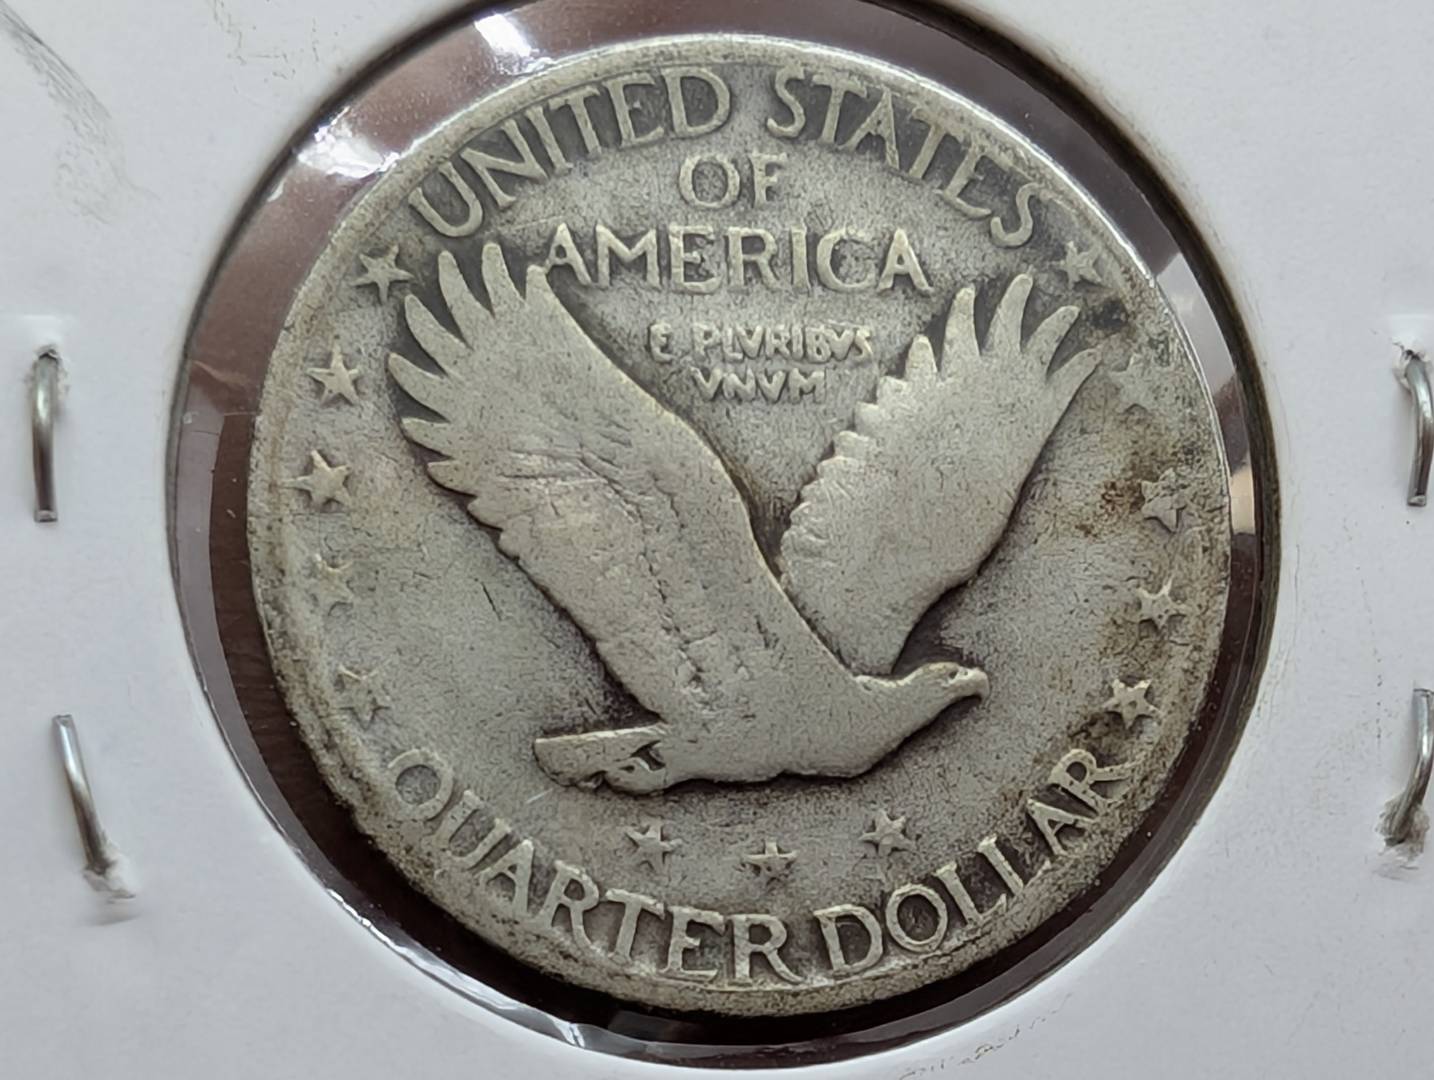 UNITED STATES
OF
AMERICA
E PLVRIBVS
VNVM
QUARTER DOLLAR